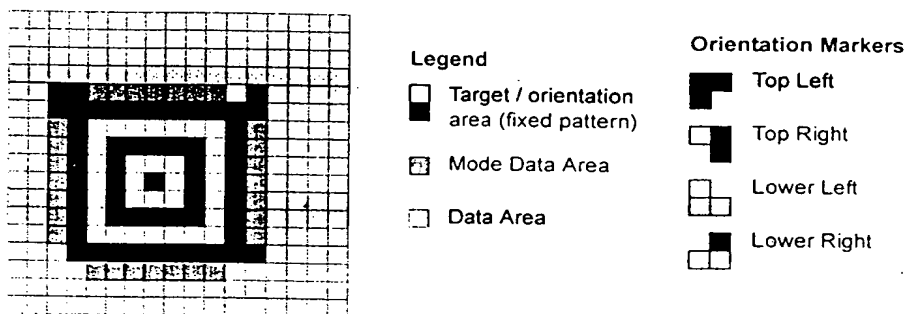 Legend
Target / orientation
area (fixed pattern)
Mode Data Area
Data Area
Orientation Markers
Top Left
Top Right
Lower Left
Lower Right